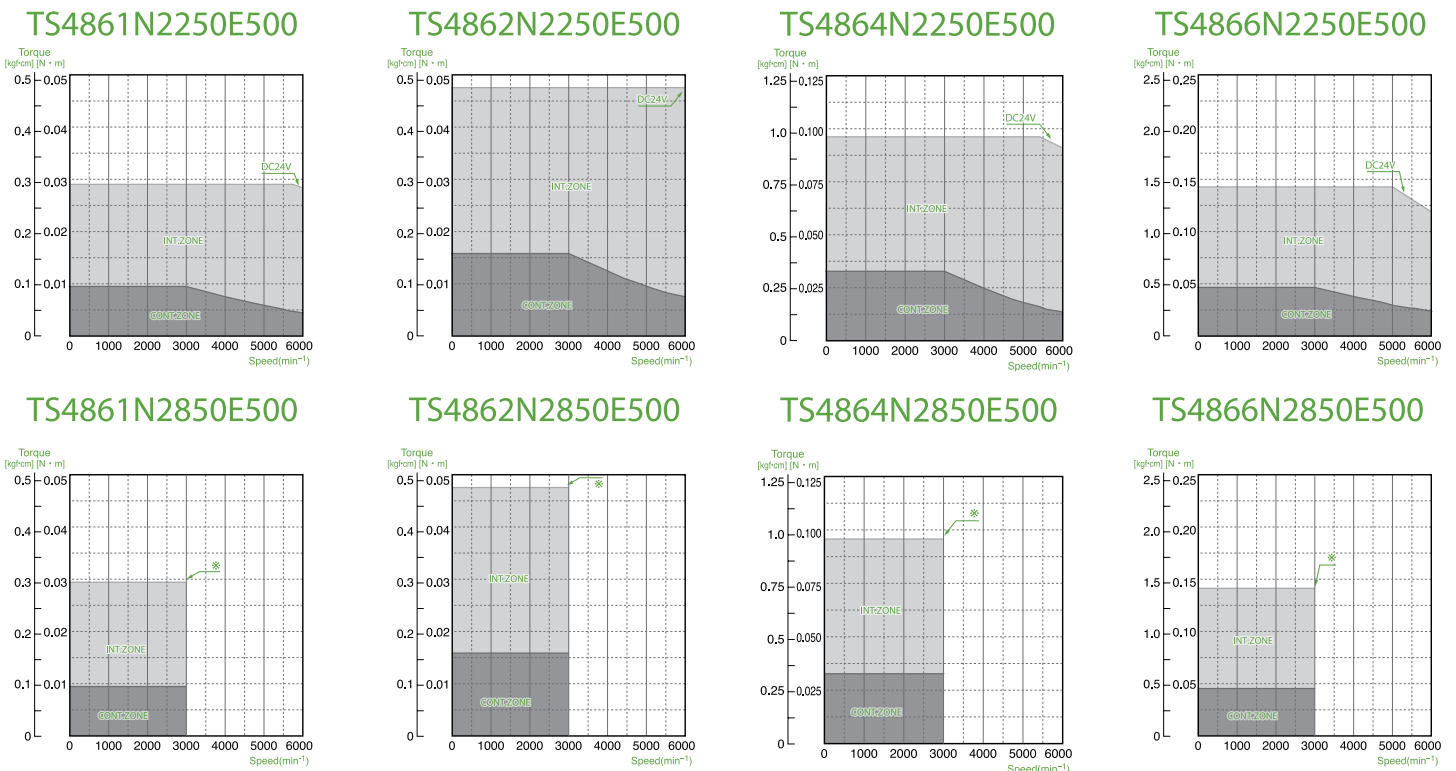 TS4861N2250E500
Torque
[kgf·cm] [N・m]
0.5 0.05
0.4 0.04
0.3 0.03
0.2 0.02
0.1 0.01
0
DC24V
INT.ZONE
CONT.ZONE
0 1000 2000 3000 4000 5000 6000
Speed(min⁻¹)
TS4862N2250E500
Torque
[kgf·cm] [N・m]
0.5 0.05
0.4 0.04
0.3 0.03
0.2 0.02
0.1 0.01
0
DC24V
INT.ZONE
CONT.ZONE
0 1000 2000 3000 4000 5000 6000
Speed(min⁻¹)
TS4864N2250E500
Torque
[kgf·cm] [N・m]
1.25 0.125
1.0 0.100
0.75 0.075
0.5 0.050
0.25 0.025
0
DC24V
INT.ZONE
CONT.ZONE
0 1000 2000 3000 4000 5000 6000
Speed(min⁻¹)
TS4866N2250E500
Torque
[kgf·cm] [N・m]
2.5 0.25
2.0 0.20
1.5 0.15
1.0 0.10
0.5 0.05
0
DC24V
INT.ZONE
CONT.ZONE
0 1000 2000 3000 4000 5000 6000
Speed(min⁻¹)
TS4861N2850E500
Torque
[kgf·cm] [N・m]
0.5 0.05
0.4 0.04
0.3 0.03
0.2 0.02
0.1 0.01
0
※
INT.ZONE
CONT.ZONE
0 1000 2000 3000 4000 5000 6000
Speed(min⁻¹)
TS4862N2850E500
Torque
[kgf·cm] [N・m]
0.5 0.05
0.4 0.04
0.3 0.03
0.2 0.02
0.1 0.01
0
※
INT.ZONE
CONT.ZONE
0 1000 2000 3000 4000 5000 6000
Speed(min⁻¹)
TS4864N2850E500
Torque
[kgf·cm] [N・m]
1.25 0.125
1.0 0.100
0.75 0.075
0.5 0.050
0.25 0.025
0
※
INT.ZONE
CONT.ZONE
0 1000 2000 3000 4000 5000 6000
Speed(min⁻¹)
TS4866N2850E500
Torque
[kgf·cm] [N・m]
2.5 0.25
2.0 0.20
1.5 0.15
1.0 0.10
0.5 0.05
0
※
INT.ZONE
CONT.ZONE
0 1000 2000 3000 4000 5000 6000
Speed(min⁻¹)